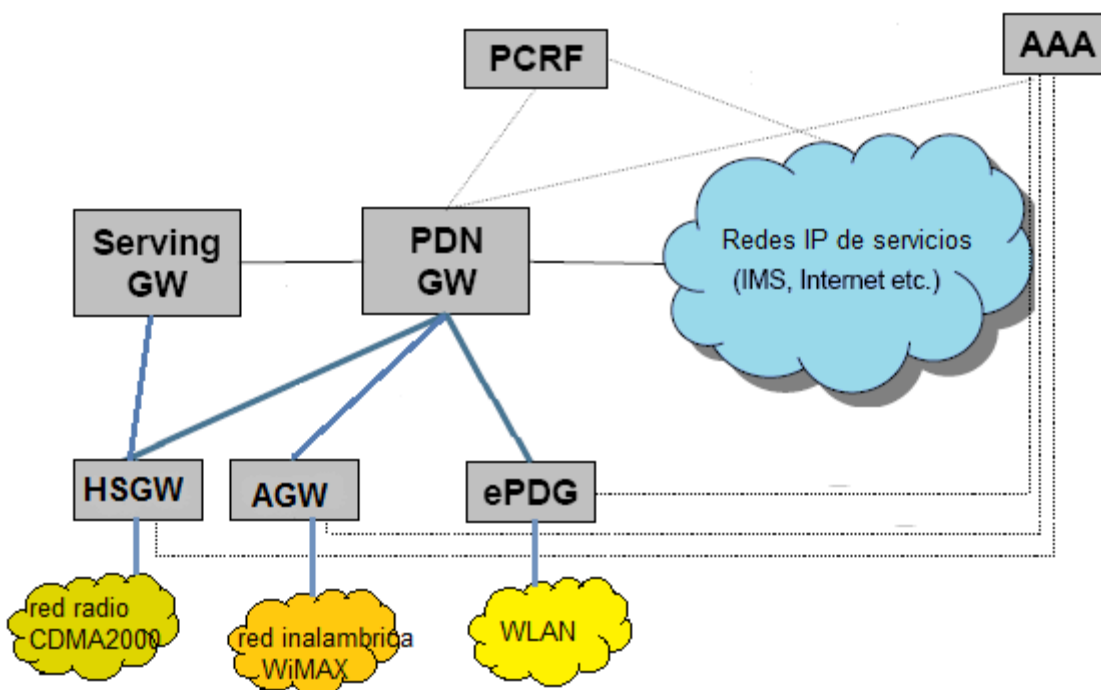 PCRF
AAA
Serving
GW
PDN
GW
Redes IP de servicios
(IMS, Internet etc.)
HSGW
AGW
ePDG
red radio
CDMA2000
red inalambrica
WiMAX
WLAN